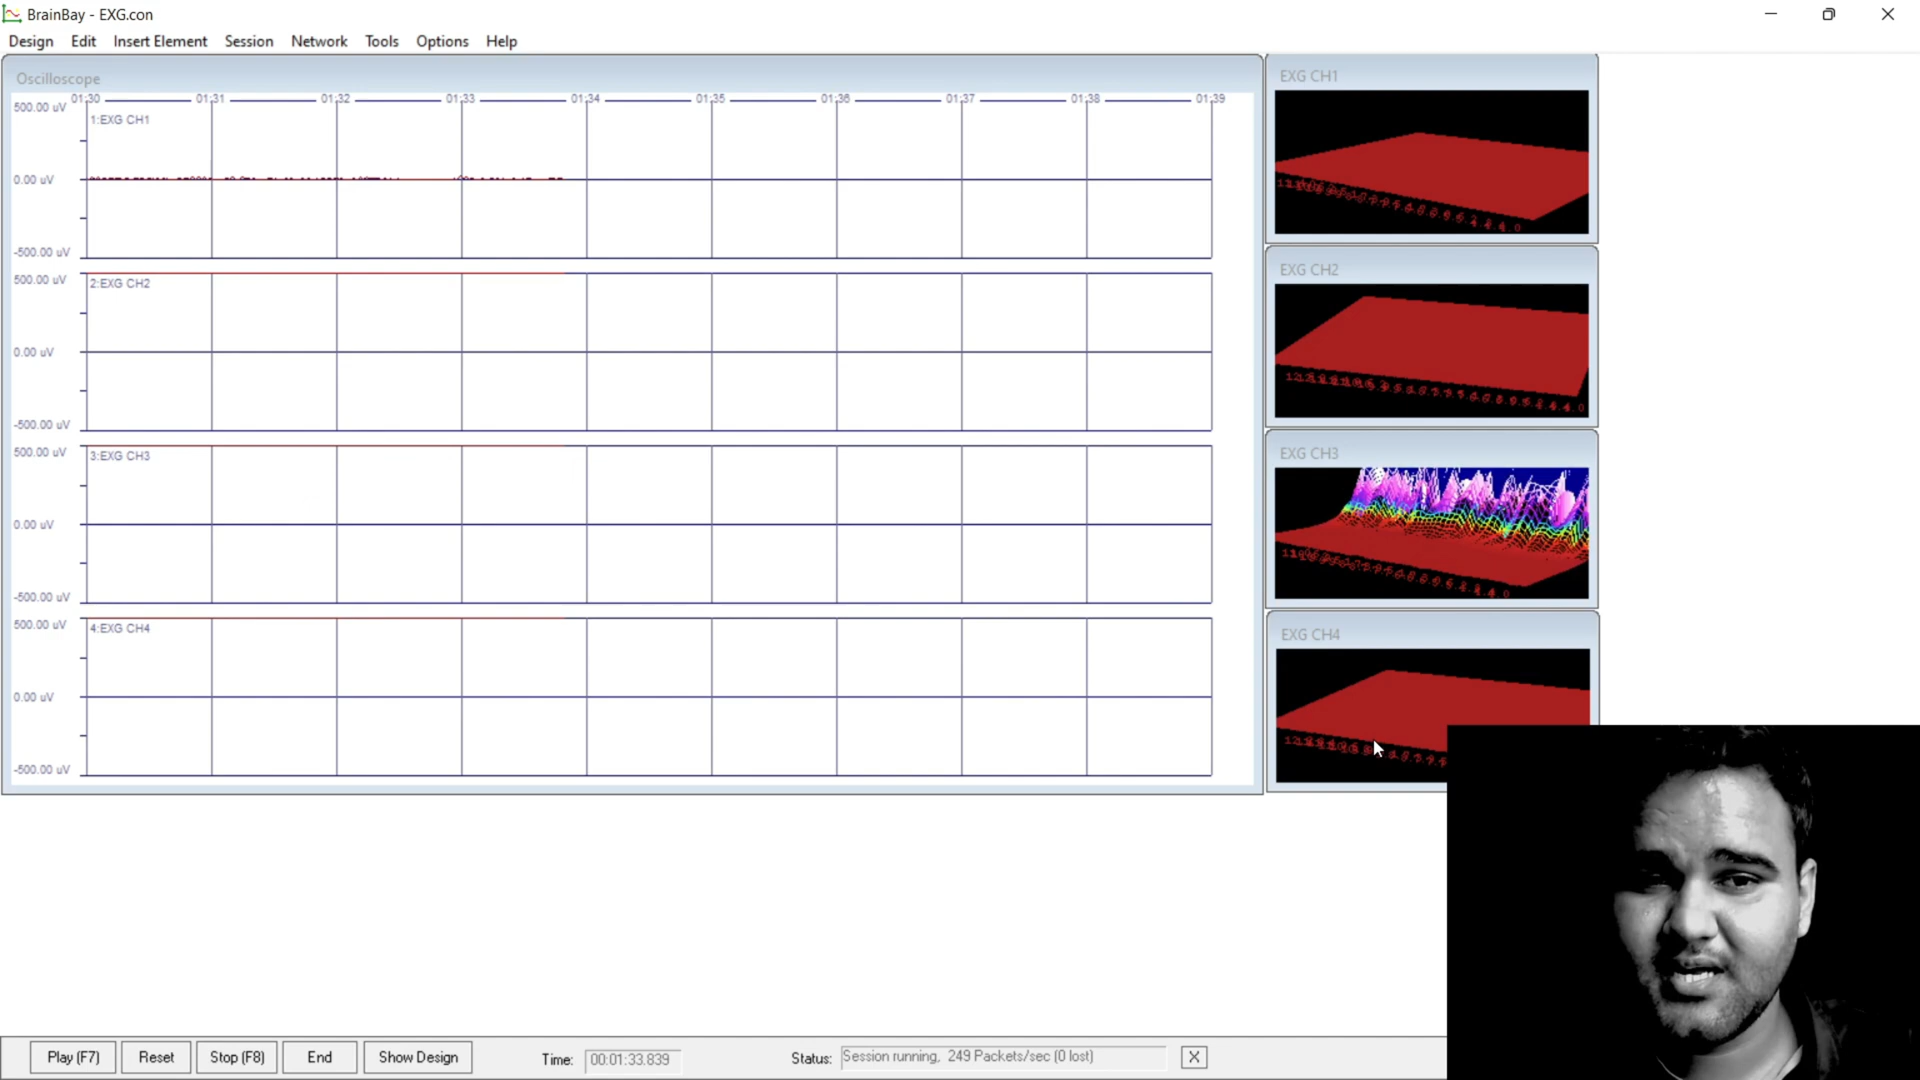 BrainBay - EXG.con
Design Edit Insert Element Session Network Tools Options Help
Oscilloscope
01:30 01:31 01:32 01:33 01:34 01:35 01:36 01:37 01:38 01:39
500.00 uV
1:EXG CH1
0.00 uV
-500.00 uV
500.00 uV
2:EXG CH2
0.00 uV
-500.00 uV
500.00 uV
3:EXG CH3
0.00 uV
-500.00 uV
500.00 uV
4:EXG CH4
0.00 uV
-500.00 uV
EXG CH1
EXG CH2
EXG CH3
EXG CH4
Play (F7) Reset Stop (F8) End Show Design Time: 00:01:33.839 Status: Session running, 249 Packets/sec (0 lost) X